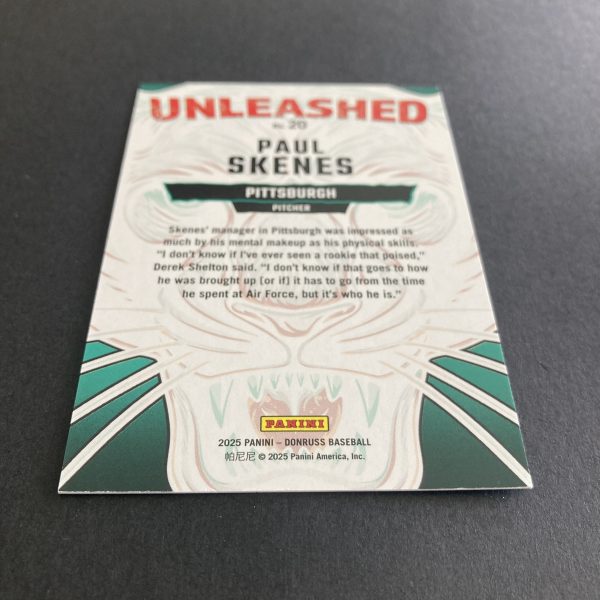 UNLEASHED
No. 20
PAUL
SKENES
PITTSBURGH
PITCHER
Skenes' manager in Pittsburgh was impressed as
much by his mental makeup as his physical skills.
"I don't know if I've ever seen a rookie that poised,"
Derek Shelton said. "I don't know if that goes to how
he was brought up [or if] it has to go from the time
he spent at Air Force, but it's who he is."
PANINI
2025 PANINI – DONRUSS BASEBALL
帕尼尼 © 2025 Panini America, Inc.